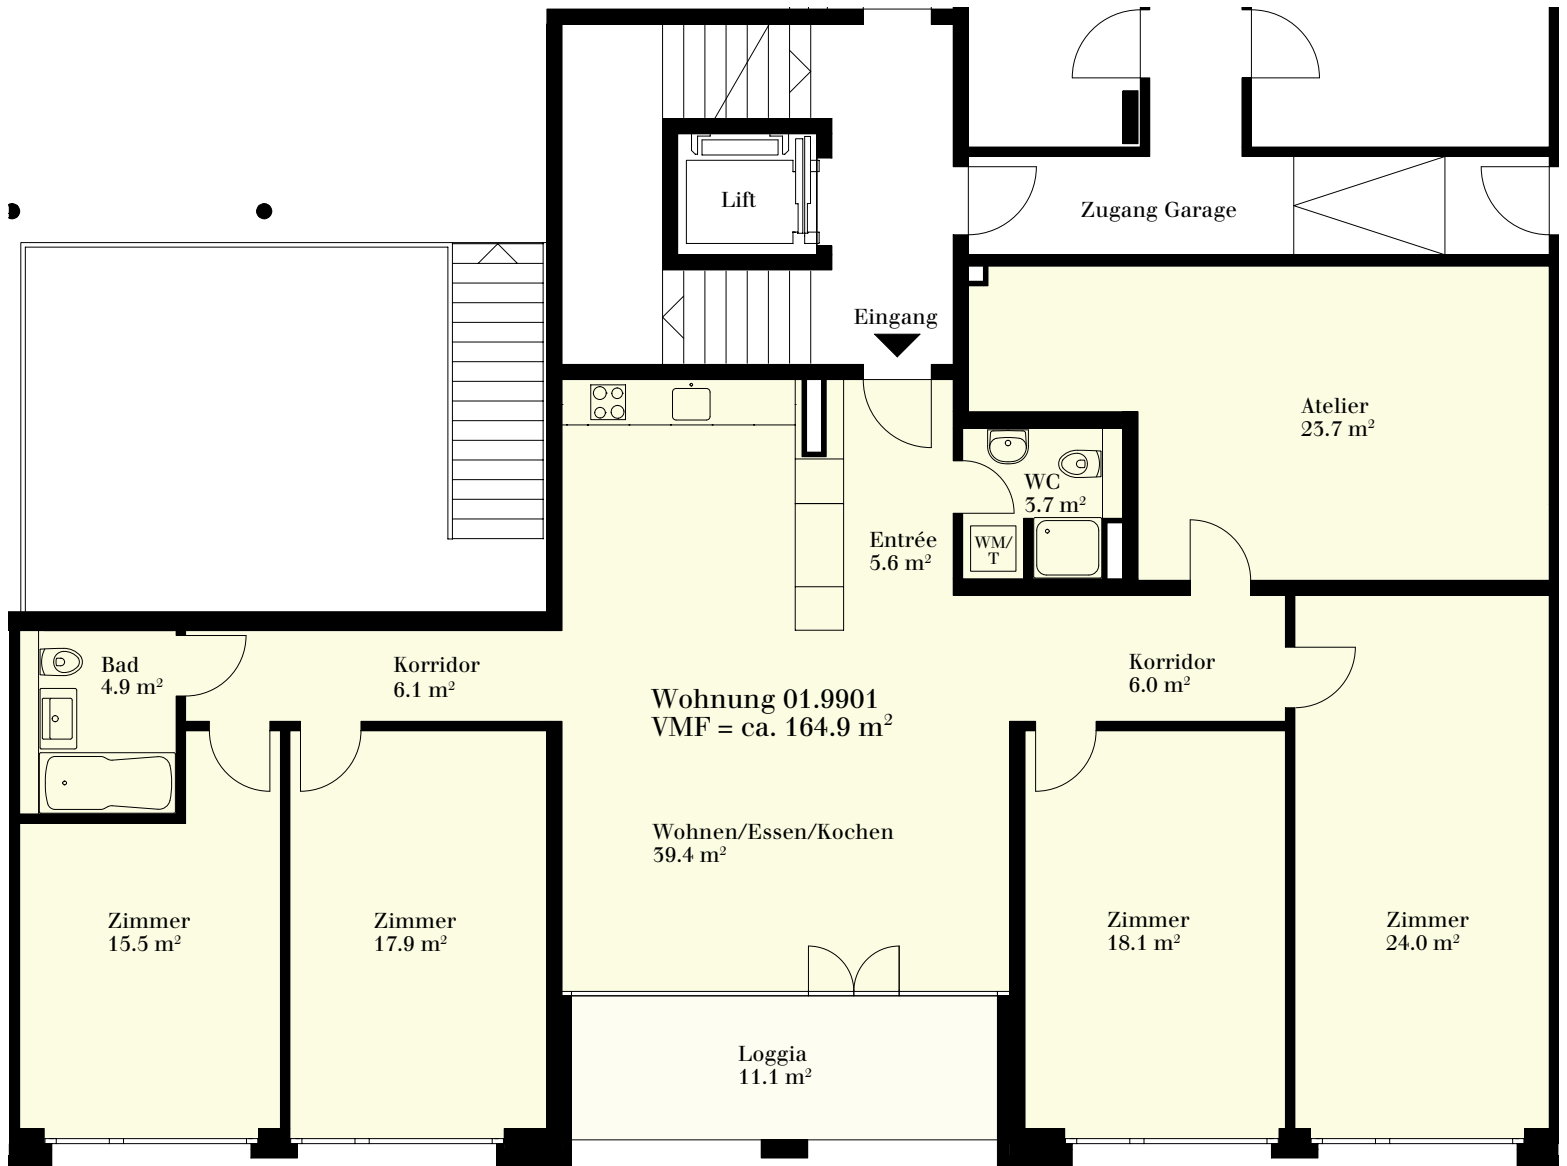 Lift
Zugang Garage
Eingang
Atelier
23.7 m²
WC
3.7 m²
WM/
T
Entrée
5.6 m²
Bad
4.9 m²
Korridor
6.1 m²
Korridor
6.0 m²
Wohnung 01.9901
VMF = ca. 164.9 m²
Wohnen/Essen/Kochen
39.4 m²
Zimmer
15.5 m²
Zimmer
17.9 m²
Zimmer
18.1 m²
Zimmer
24.0 m²
Loggia
11.1 m²